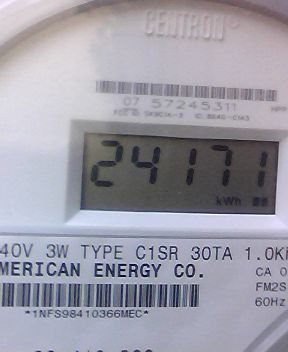 CENTRON®
07 57245311
24171
kWh
40V 3W TYPE C1SR 30TA 1.0K
MERICAN ENERGY CO.
CA 0
FM2S
60Hz
*1NFS98410366MEC*